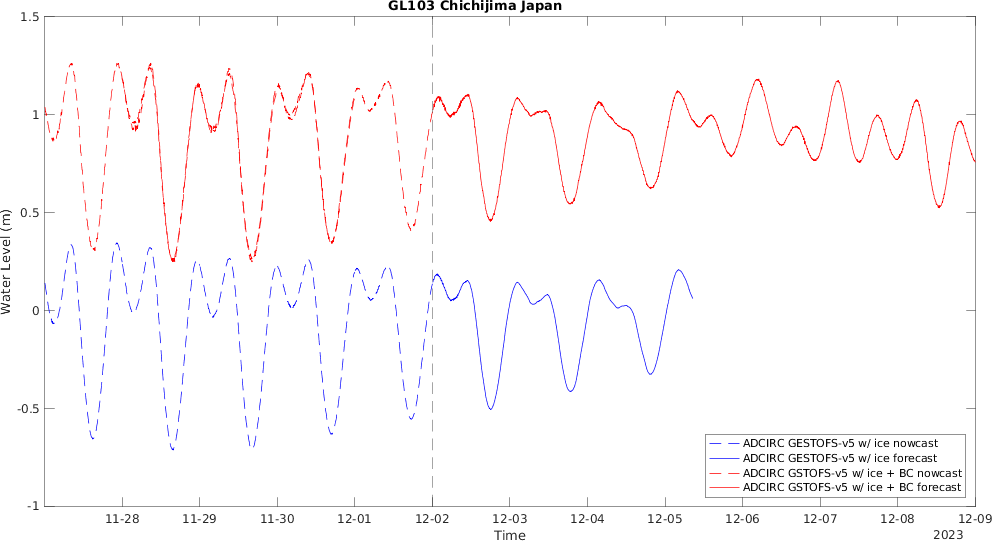 GL103 Chichijima Japan
1.5
1
0.5
0
-0.5
-1
Water Level (m)
11-28 11-29 11-30 12-01 12-02 12-03 12-04 12-05 12-06 12-07 12-08 12-09
Time
2023
ADCIRC GESTOFS-v5 w/ ice nowcast
ADCIRC GESTOFS-v5 w/ ice forecast
ADCIRC GSTOFS-v5 w/ ice + BC nowcast
ADCIRC GSTOFS-v5 w/ ice + BC forecast